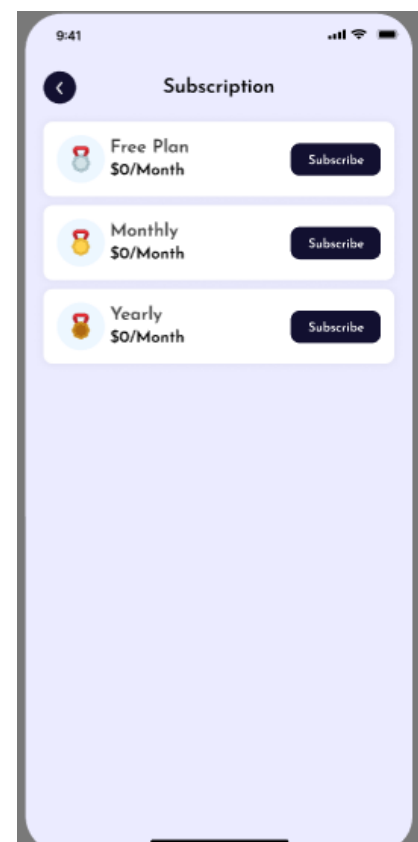 9:41
Subscription
Free Plan
$0/Month
Subscribe
Monthly
$0/Month
Subscribe
Yearly
$0/Month
Subscribe